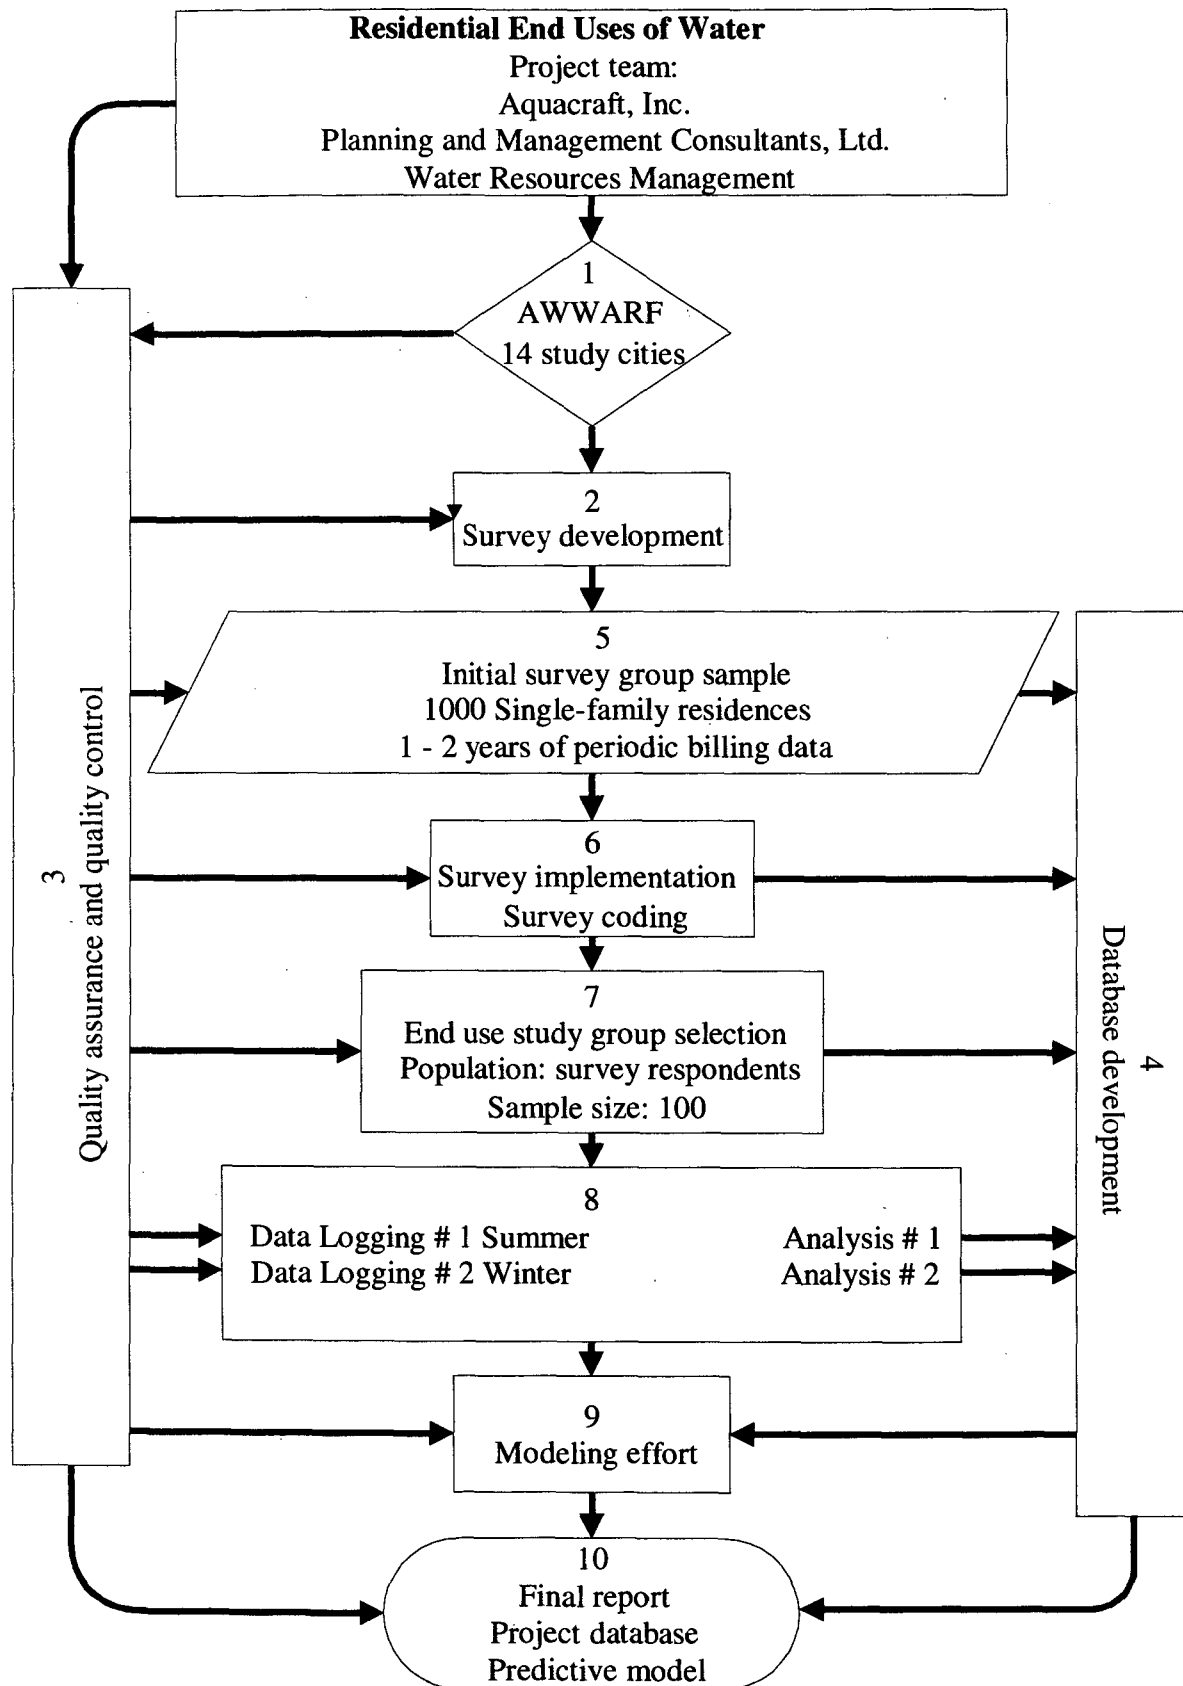 Residential End Uses of Water
Project team:
Aquacraft, Inc.
Planning and Management Consultants, Ltd.
Water Resources Management
1
AWWARF
14 study cities
2
Survey development
3
Quality assurance and quality control
5
Initial survey group sample
1000 Single-family residences
1 - 2 years of periodic billing data
6
Survey implementation
Survey coding
7
End use study group selection
Population: survey respondents
Sample size: 100
4
Database development
8
Data Logging # 1 Summer
Analysis # 1
Data Logging # 2 Winter
Analysis # 2
9
Modeling effort
10
Final report
Project database
Predictive model